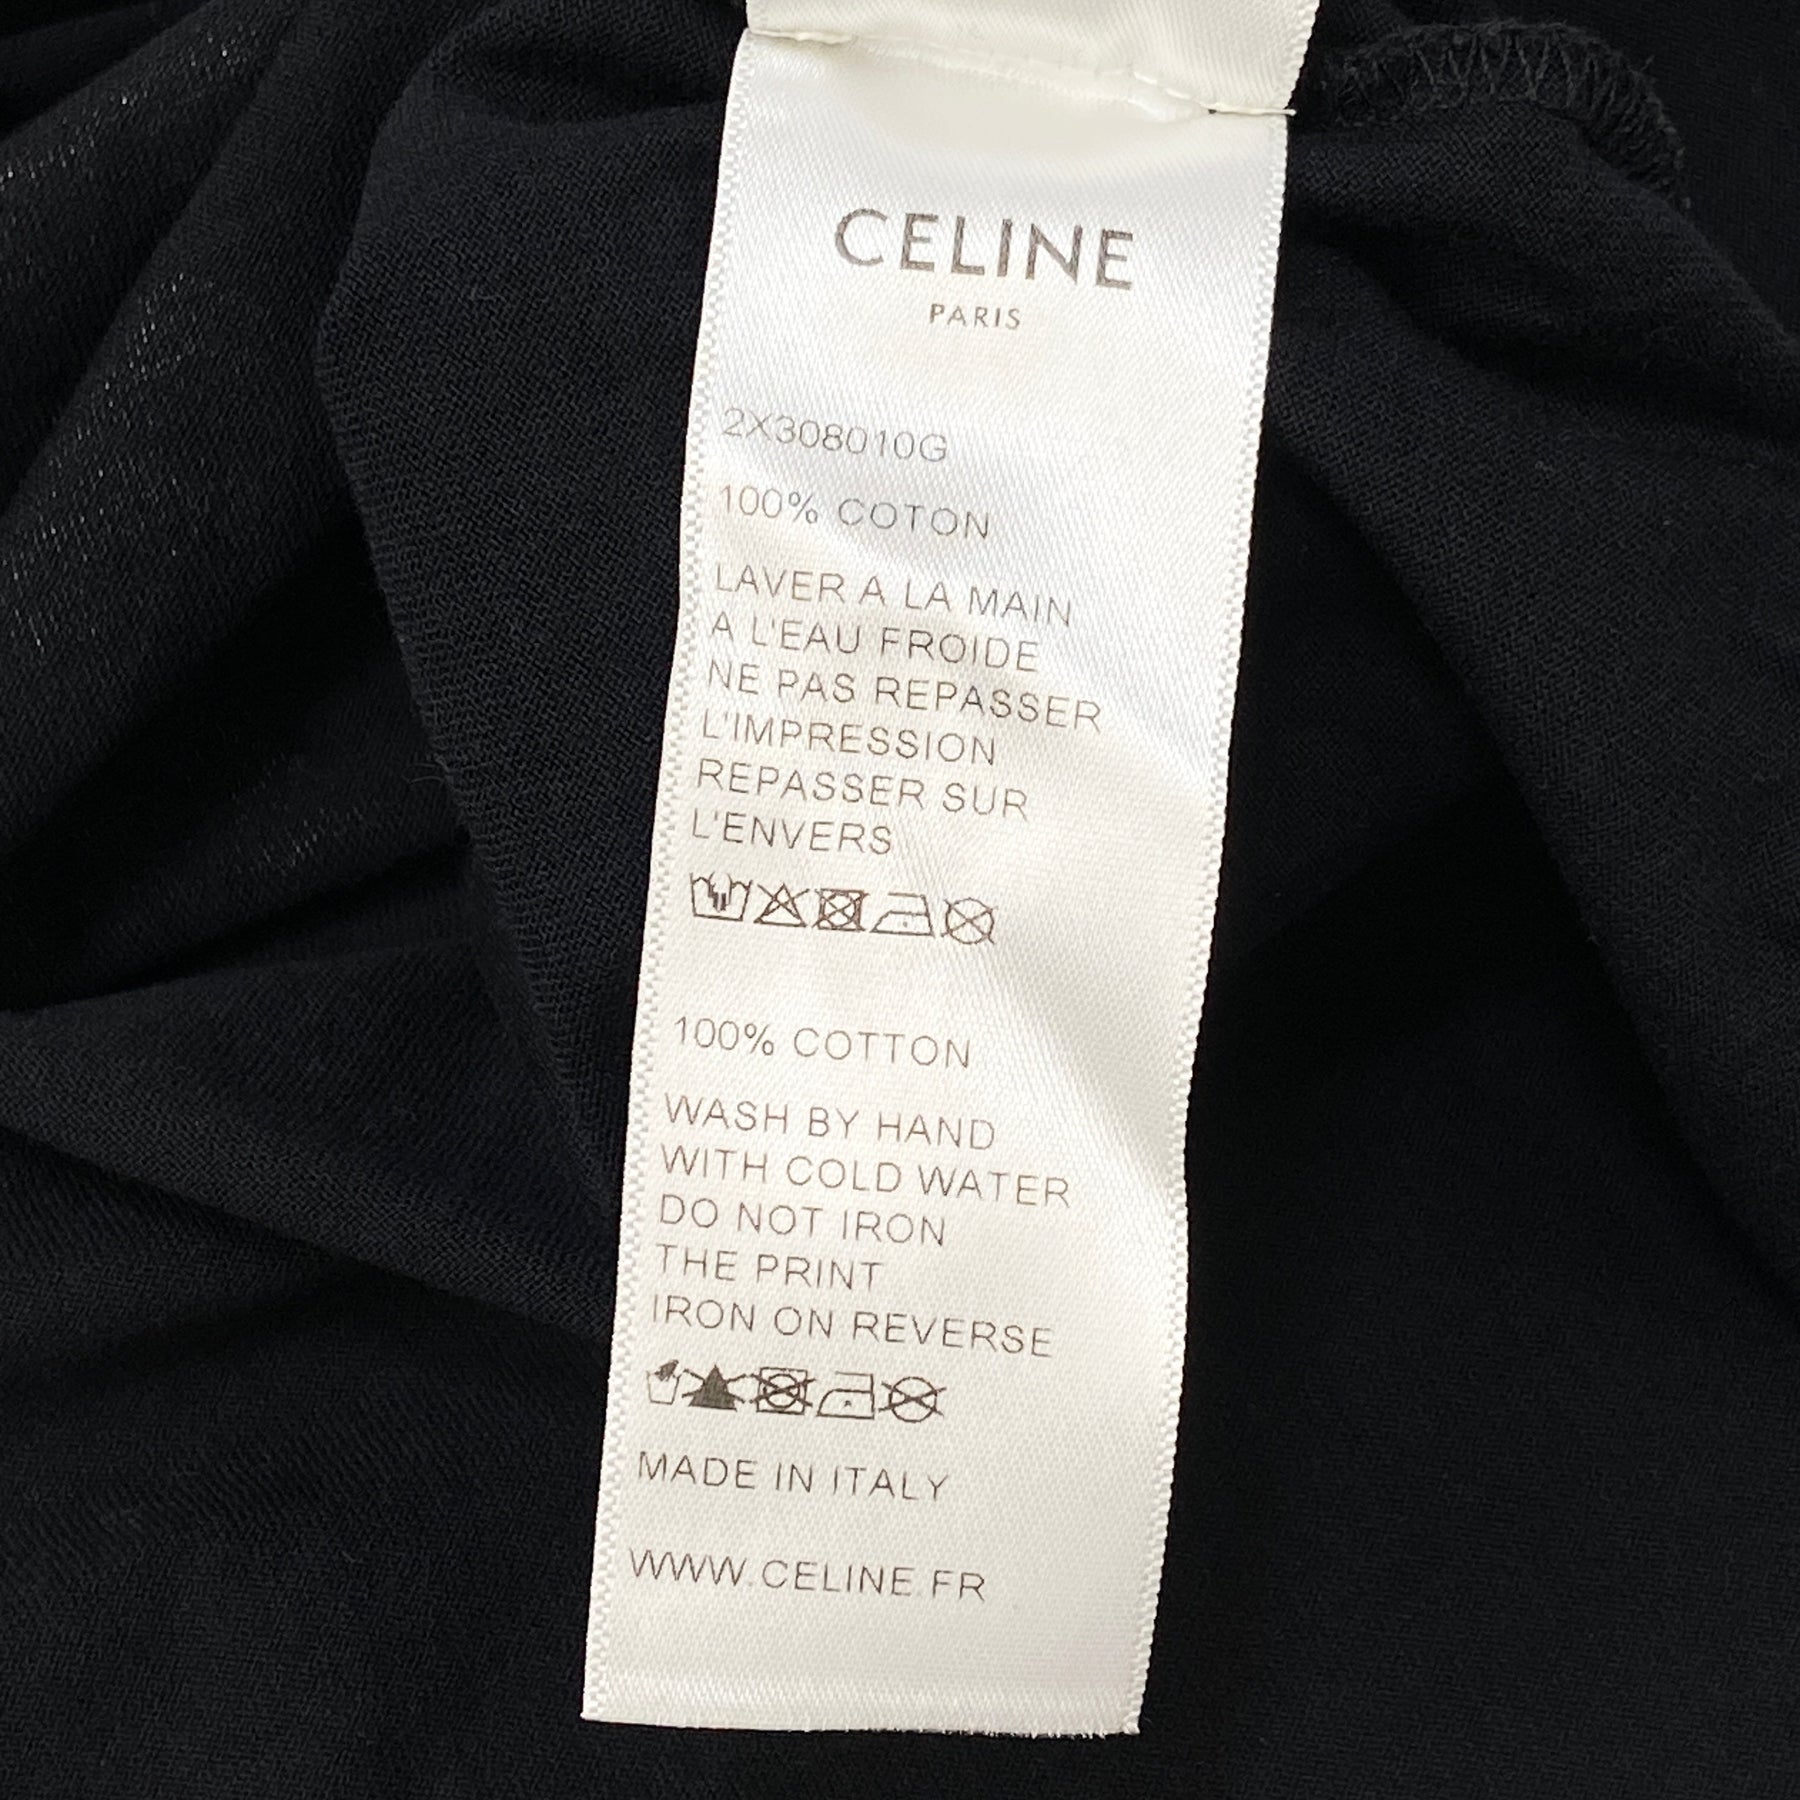 CELINE
PARIS
2X308010G
100% COTON
LAVER A LA MAIN
A L'EAU FROIDE
NE PAS REPASSER
L'IMPRESSION
REPASSER SUR
L'ENVERS
100% COTTON
WASH BY HAND
WITH COLD WATER
DO NOT IRON
THE PRINT
IRON ON REVERSE
MADE IN ITALY
WWW.CELINE.FR